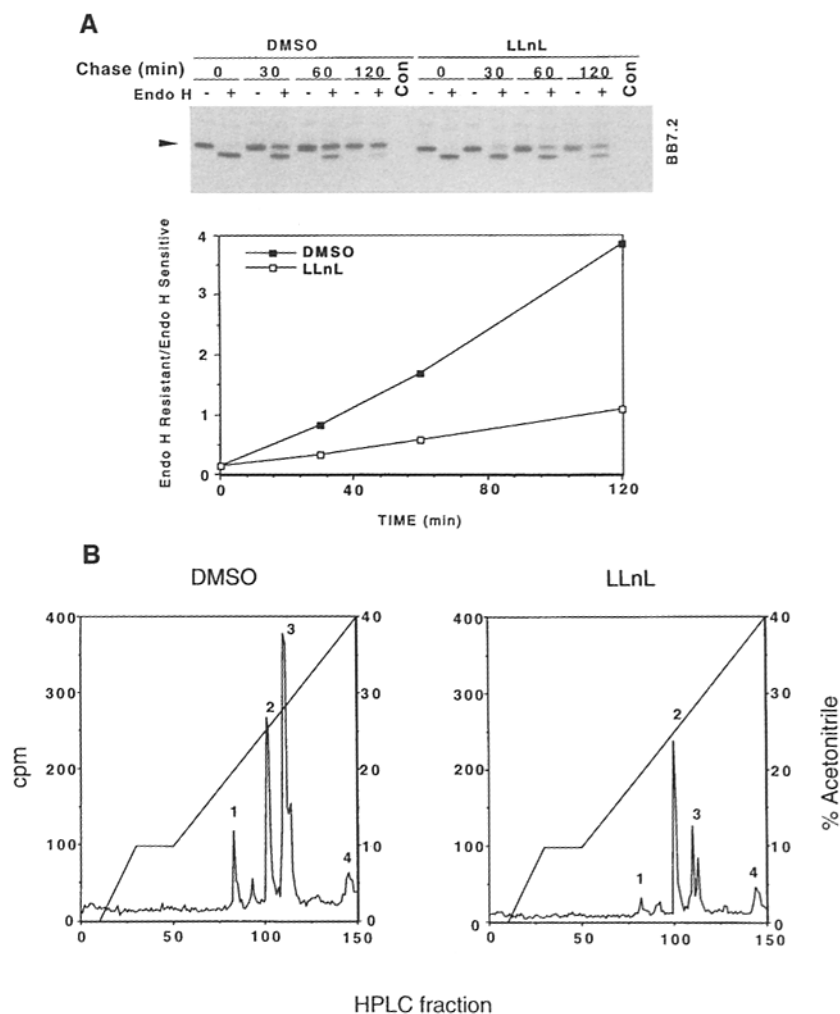 A
DMSO LLnL
Chase (min) 0 30 60 120 Con 0 30 60 120 Con
Endo H - + - + - + - + - + - + - + - +
BB7.2
Endo H Resistant/Endo H Sensitive
4
3
2
1
0
DMSO
LLnL
0 40 80 120
TIME (min)
B
DMSO
cpm
400
300
200
100
0
40
30
20
10
0
1
2
3
4
0 50 100 150
LLnL
400
300
200
100
0
40
30
20
10
0
1
2
3
4
0 50 100 150
% Acetonitrile
HPLC fraction